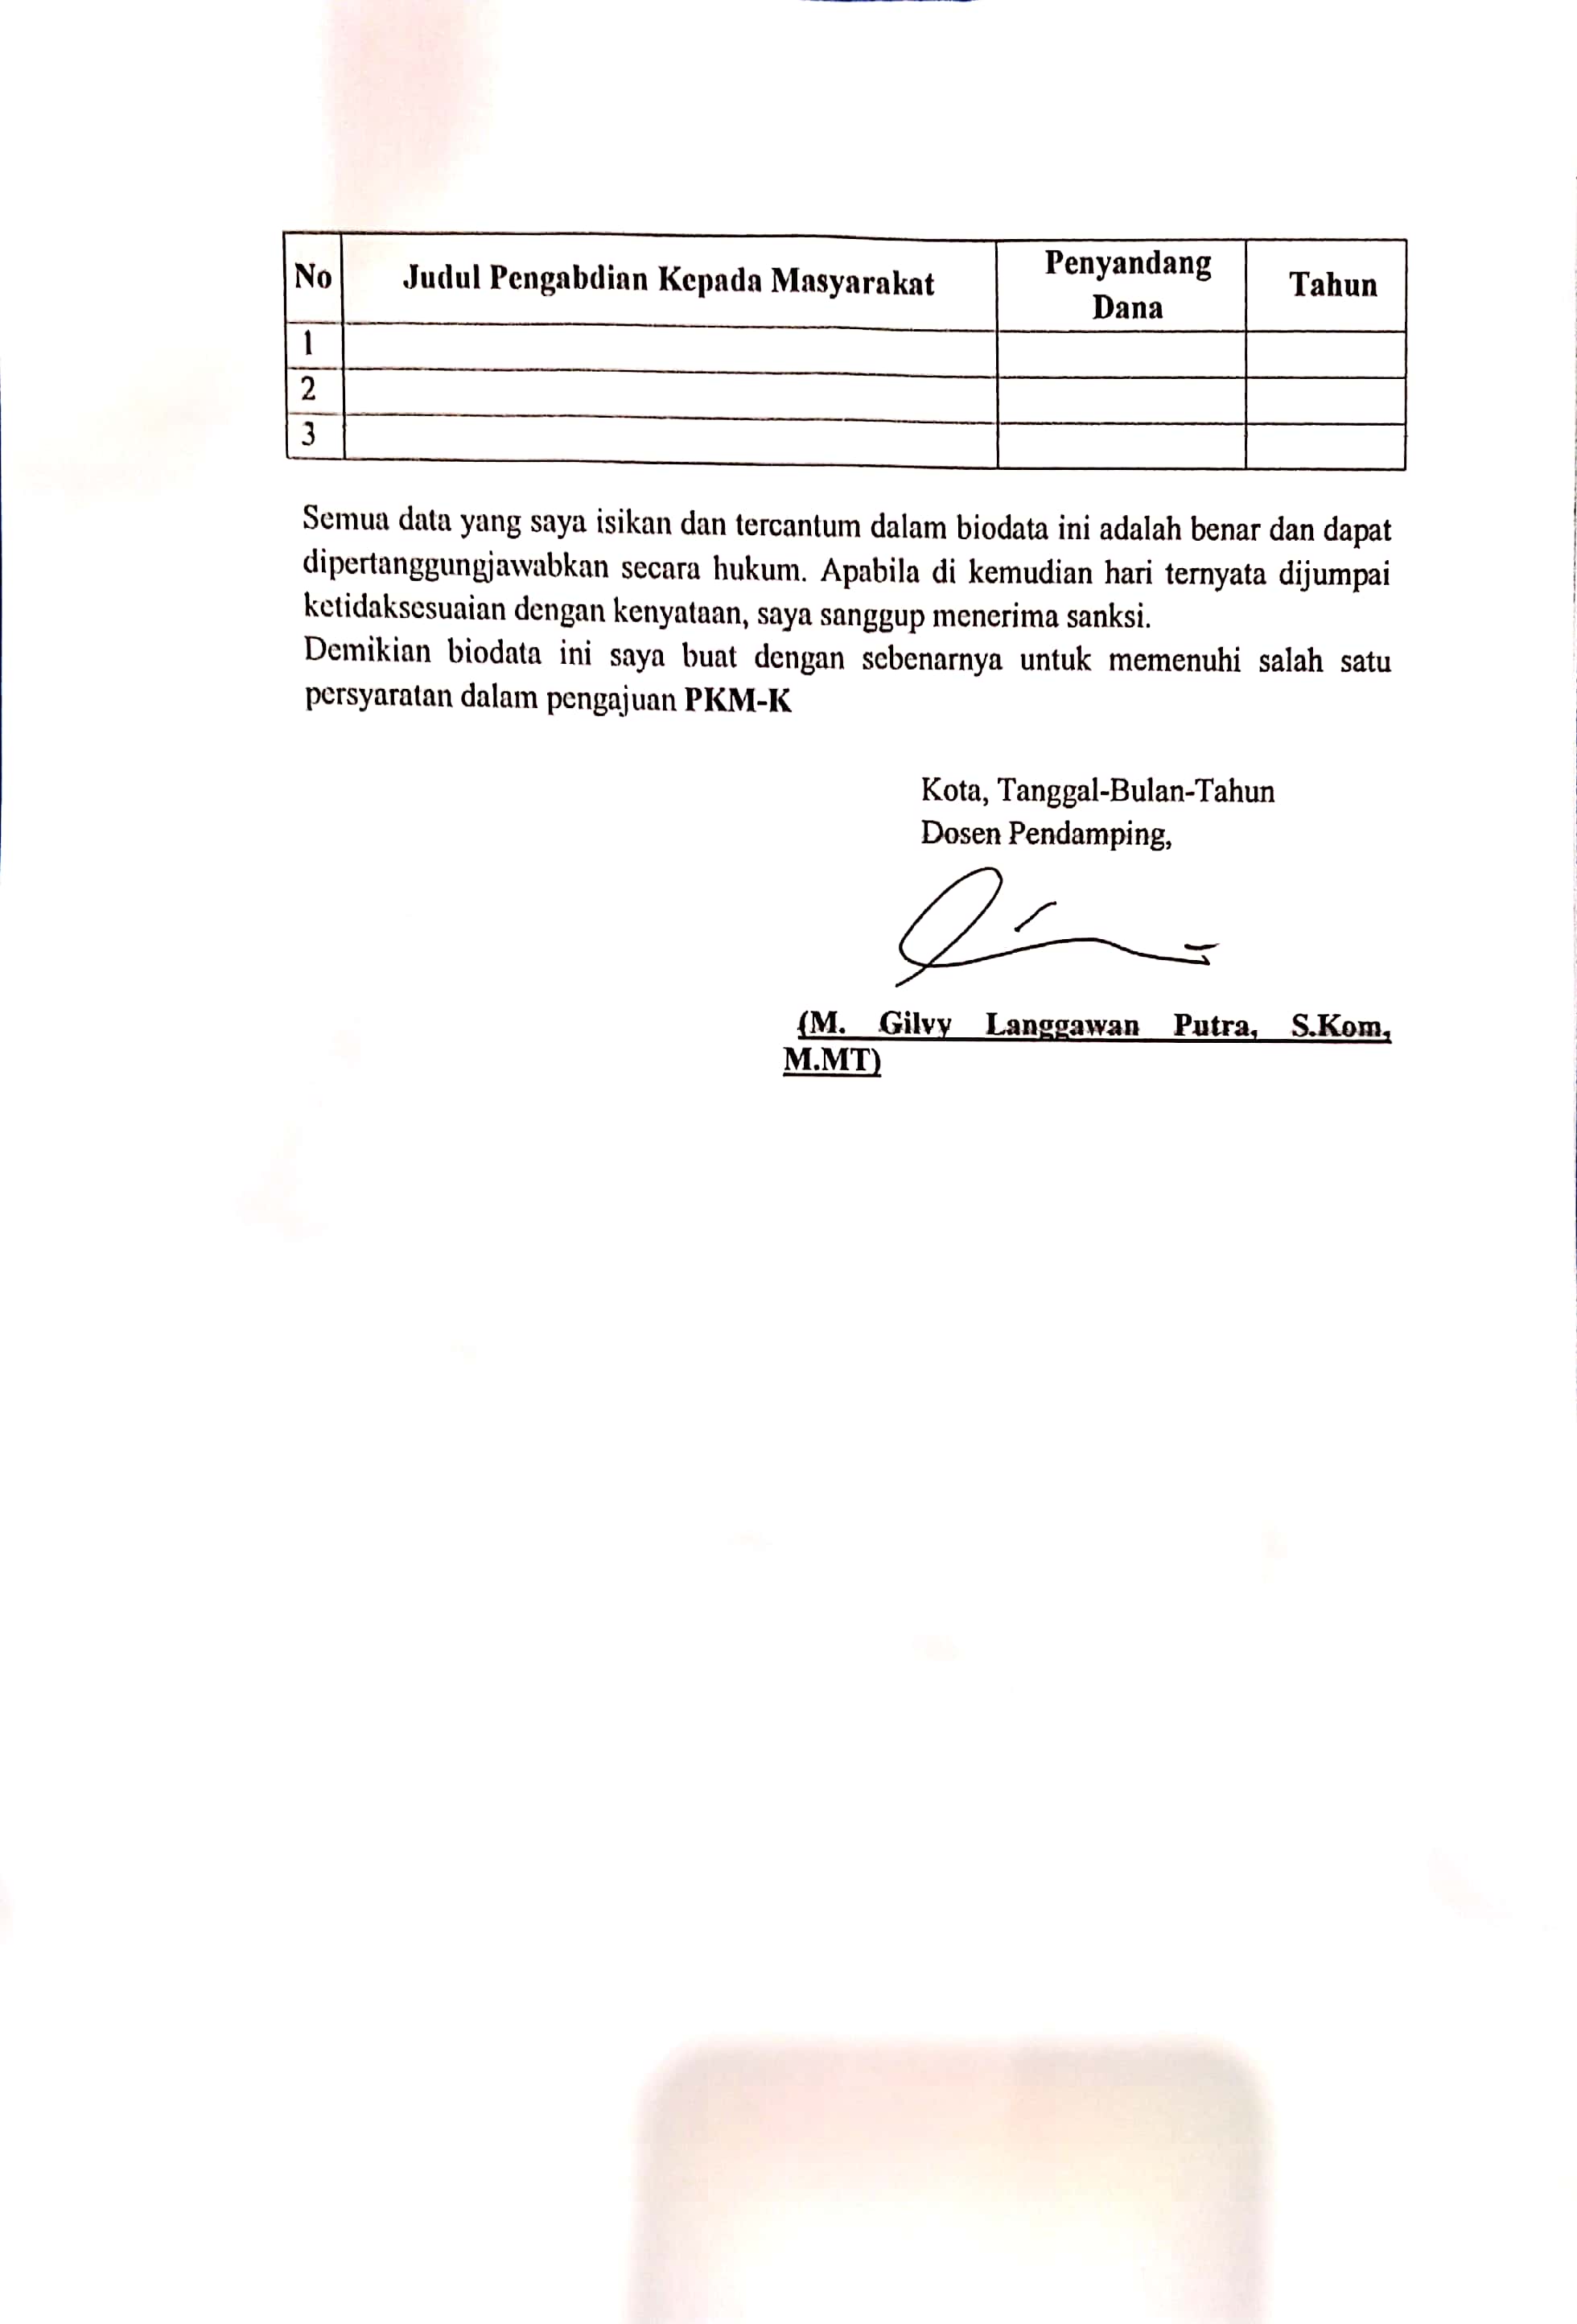 No Judul Pengabdian Kepada Masyarakat Penyandang Dana Tahun
1
2
3
Semua data yang saya isikan dan tercantum dalam biodata ini adalah benar dan dapat
dipertanggungjawabkan secara hukum. Apabila di kemudian hari ternyata dijumpai
ketidaksesuaian dengan kenyataan, saya sanggup menerima sanksi.
Demikian biodata ini saya buat dengan sebenarnya untuk memenuhi salah satu
persyaratan dalam pengajuan PKM-K
Kota, Tanggal-Bulan-Tahun
Dosen Pendamping,
(M. Gilvy Langgawan Putra, S.Kom,
M.MT)